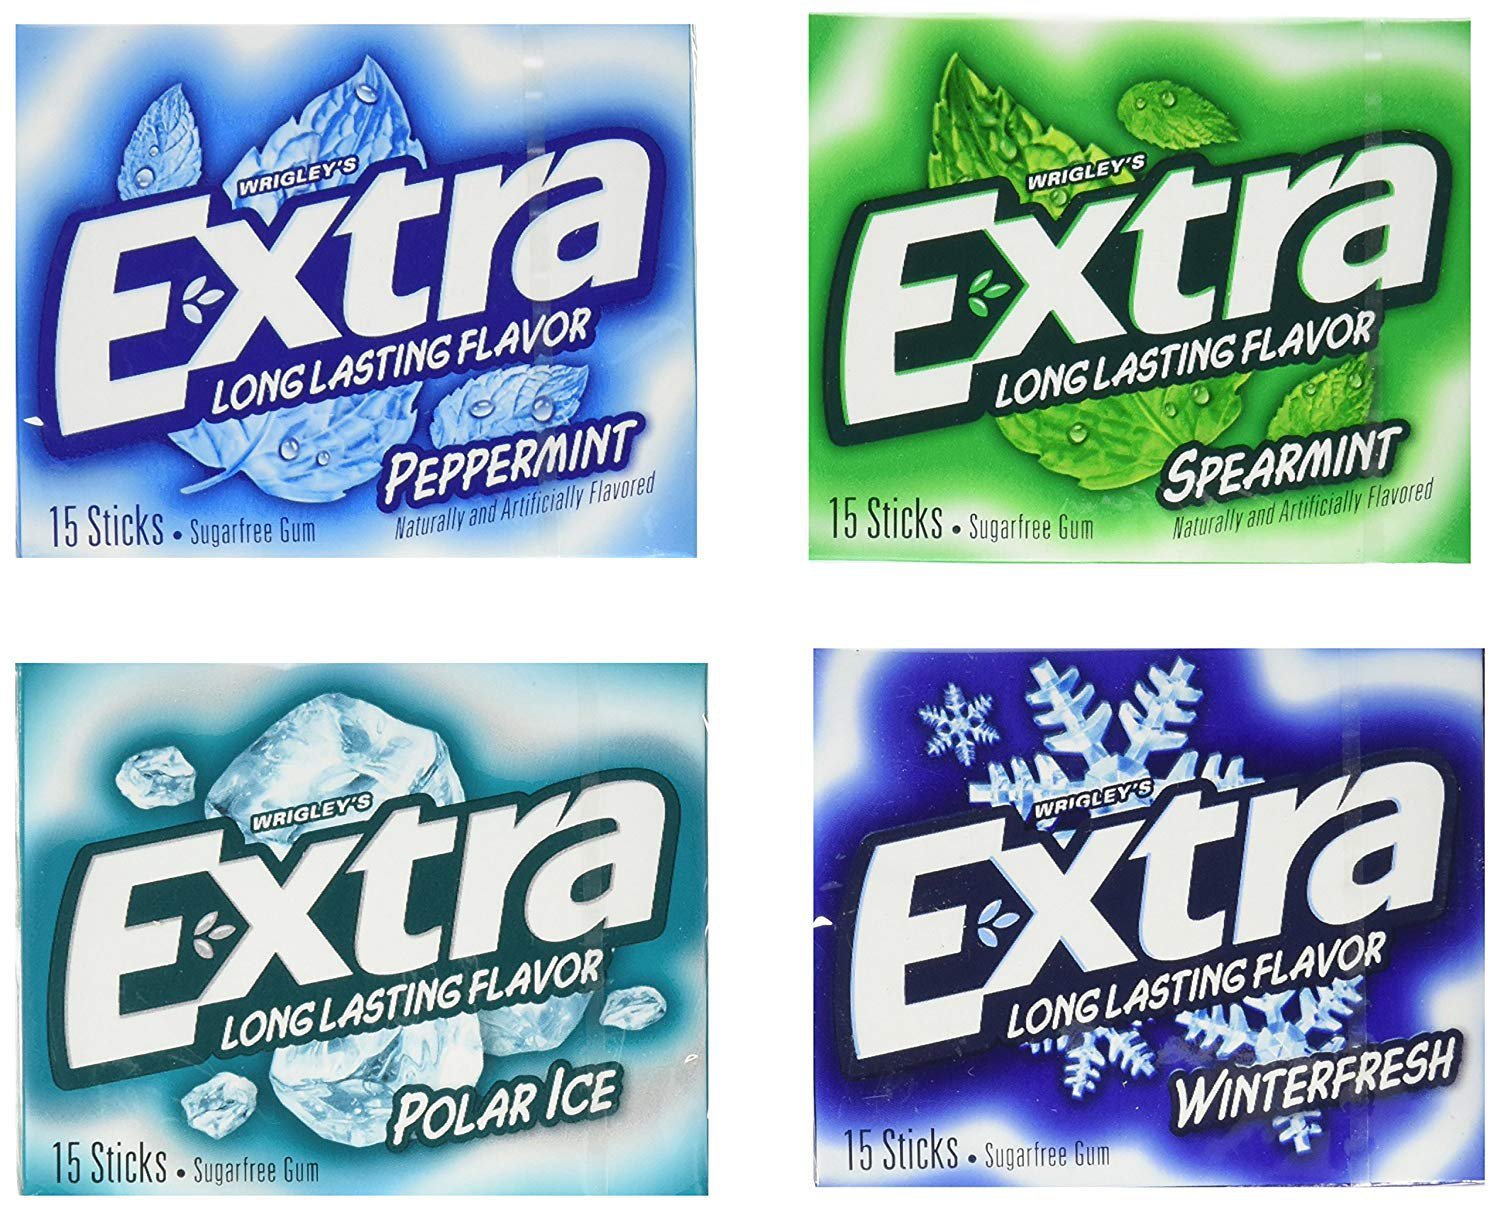 WRIGLEY'S
Extra
LONG LASTING FLAVOR
PEPPERMINT
Naturally and Artificially Flavored
15 Sticks • Sugarfree Gum
WRIGLEY'S
Extra
LONG LASTING FLAVOR
SPEARMINT
Naturally and Artificially Flavored
15 Sticks • Sugarfree Gum
WRIGLEY'S
Extra
LONG LASTING FLAVOR
POLAR ICE
15 Sticks • Sugarfree Gum
WRIGLEY'S
Extra
LONG LASTING FLAVOR
WINTERFRESH
15 Sticks • Sugarfree Gum